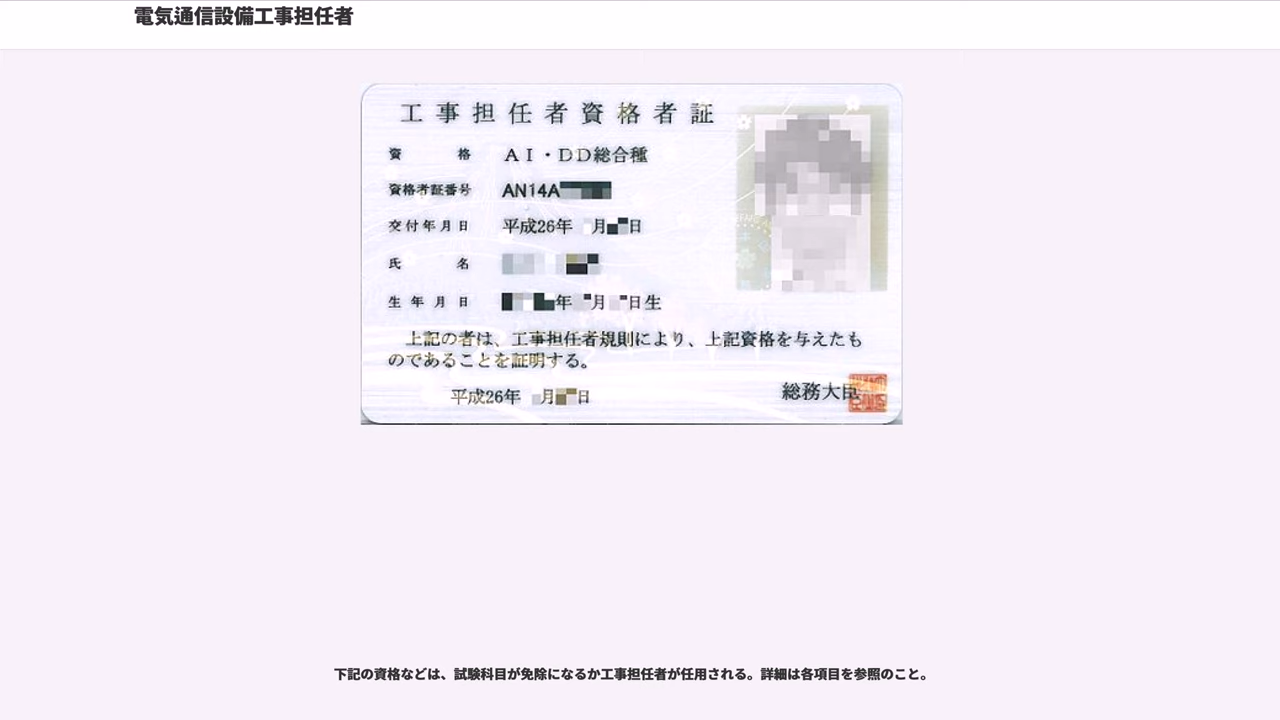 電気通信設備工事担任者
工事担任者資格者証
資格 AI・DD総合種
資格者証番号 AN14A
交付年月日 平成26年 月 日
氏名
生年月日 年 月 日生
上記の者は、工事担任者規則により、上記資格を与えたも
のであることを証明する。
平成26年 月 日
総務大臣
下記の資格などは、試験科目が免除になるか工事担任者が任用される。詳細は各項目を参照のこと。